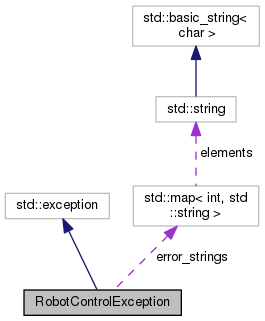 std::basic_string<
char >
std::string
elements
std::exception
std::map< int, std
::string >
error_strings
RobotControlException